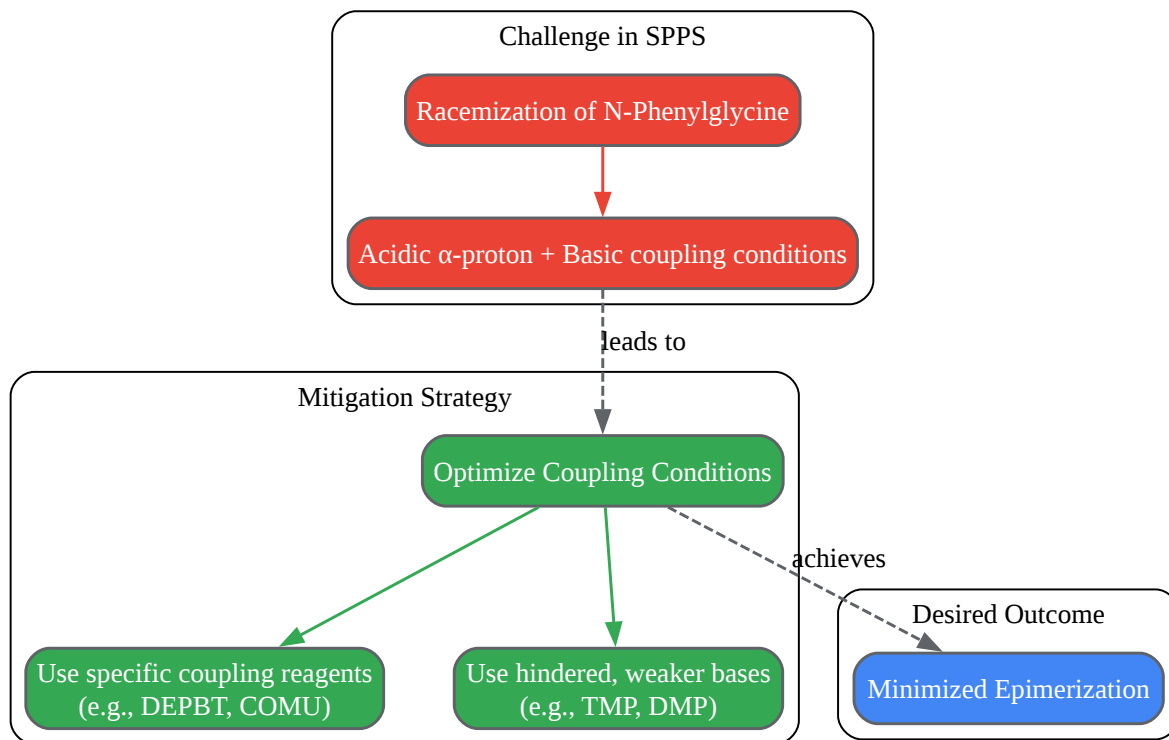 Challenge in SPPS
Racemization of N-Phenylglycine
Acidic α-proton + Basic coupling conditions
leads to
Mitigation Strategy
Optimize Coupling Conditions
achieves
Use specific coupling reagents
(e.g., DEPBT, COMU)
Use hindered, weaker bases
(e.g., TMP, DMP)
Desired Outcome
Minimized Epimerization